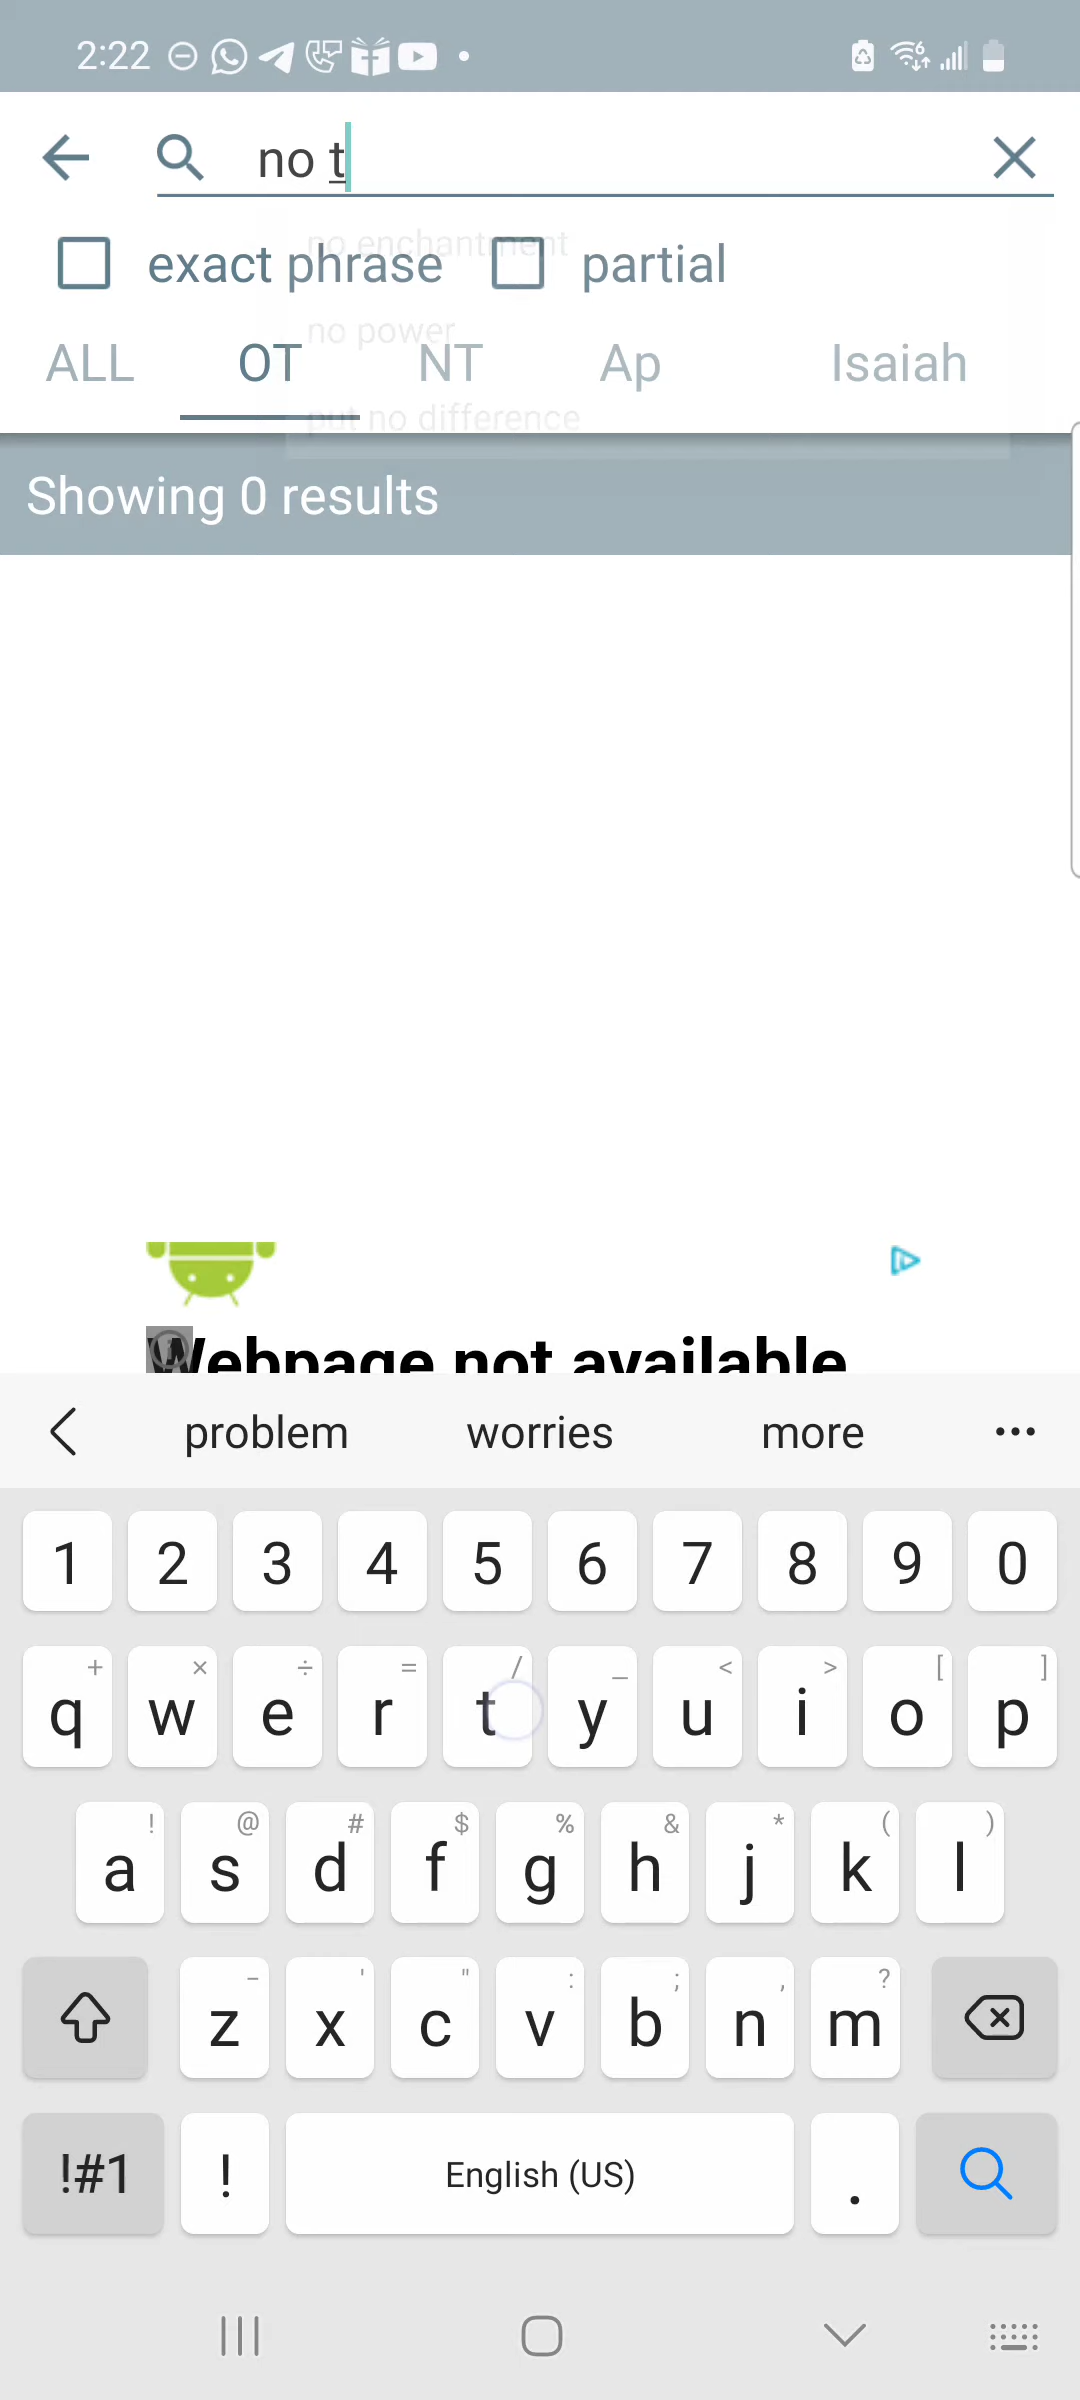 2:22
no t
no enchantment
exact phrase partial
no power
ALL OT NT Ap Isaiah
put no difference
Showing 0 results
Webpage not available
problem worries more ...
1 2 3 4 5 6 7 8 9 0
+ × ÷ = / _ < > [ ]
q w e r t y u i o p
! @ # $ % & * ( )
a s d f g h j k l
- ' " : ; , ?
z x c v b n m
!#1 ! English (US) .